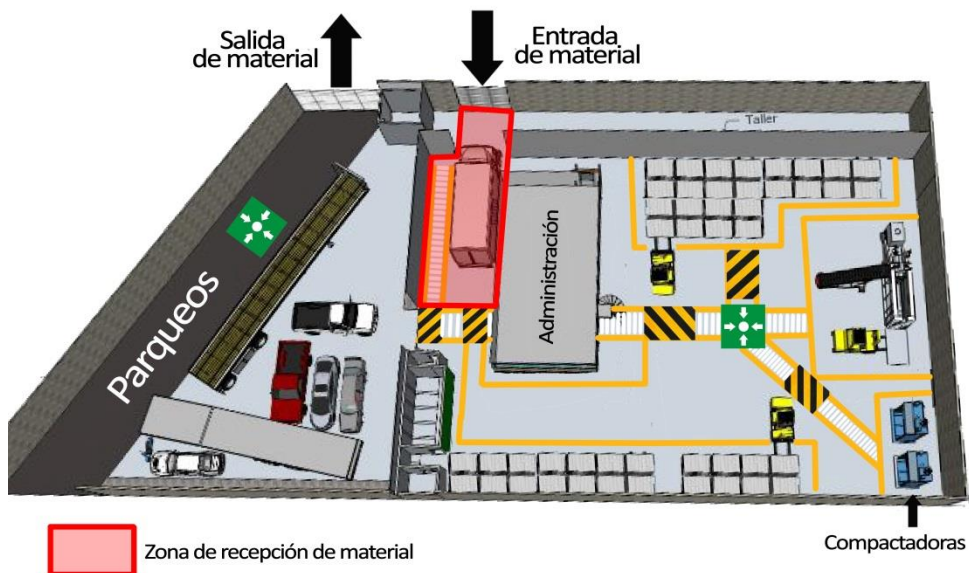 Salida
de material
Entrada
de material
Taller
Parqueos
Administración
Zona de recepción de material
Compactadoras